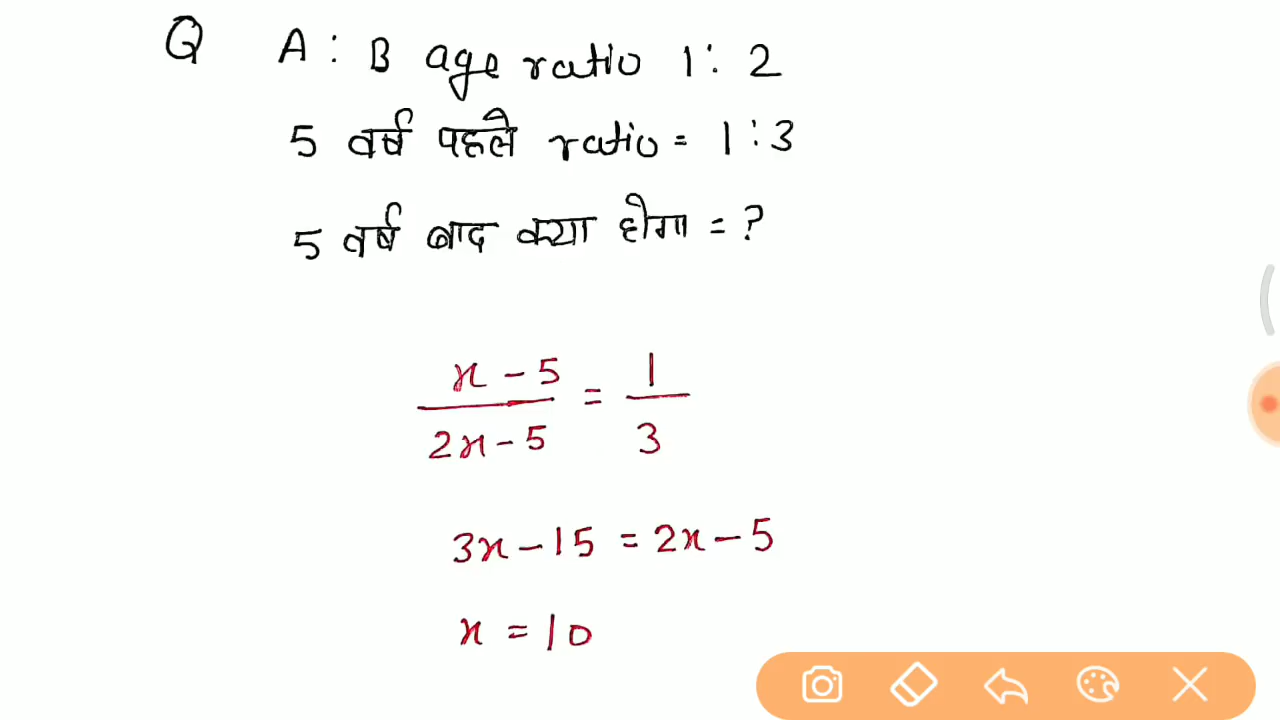 Q A : B age ratio 1 : 2
5 वर्ष पहले ratio = 1 : 3
5 वर्ष बाद क्या होगा = ?
x - 5 / 2x - 5 = 1 / 3
3x - 15 = 2x - 5
x = 10